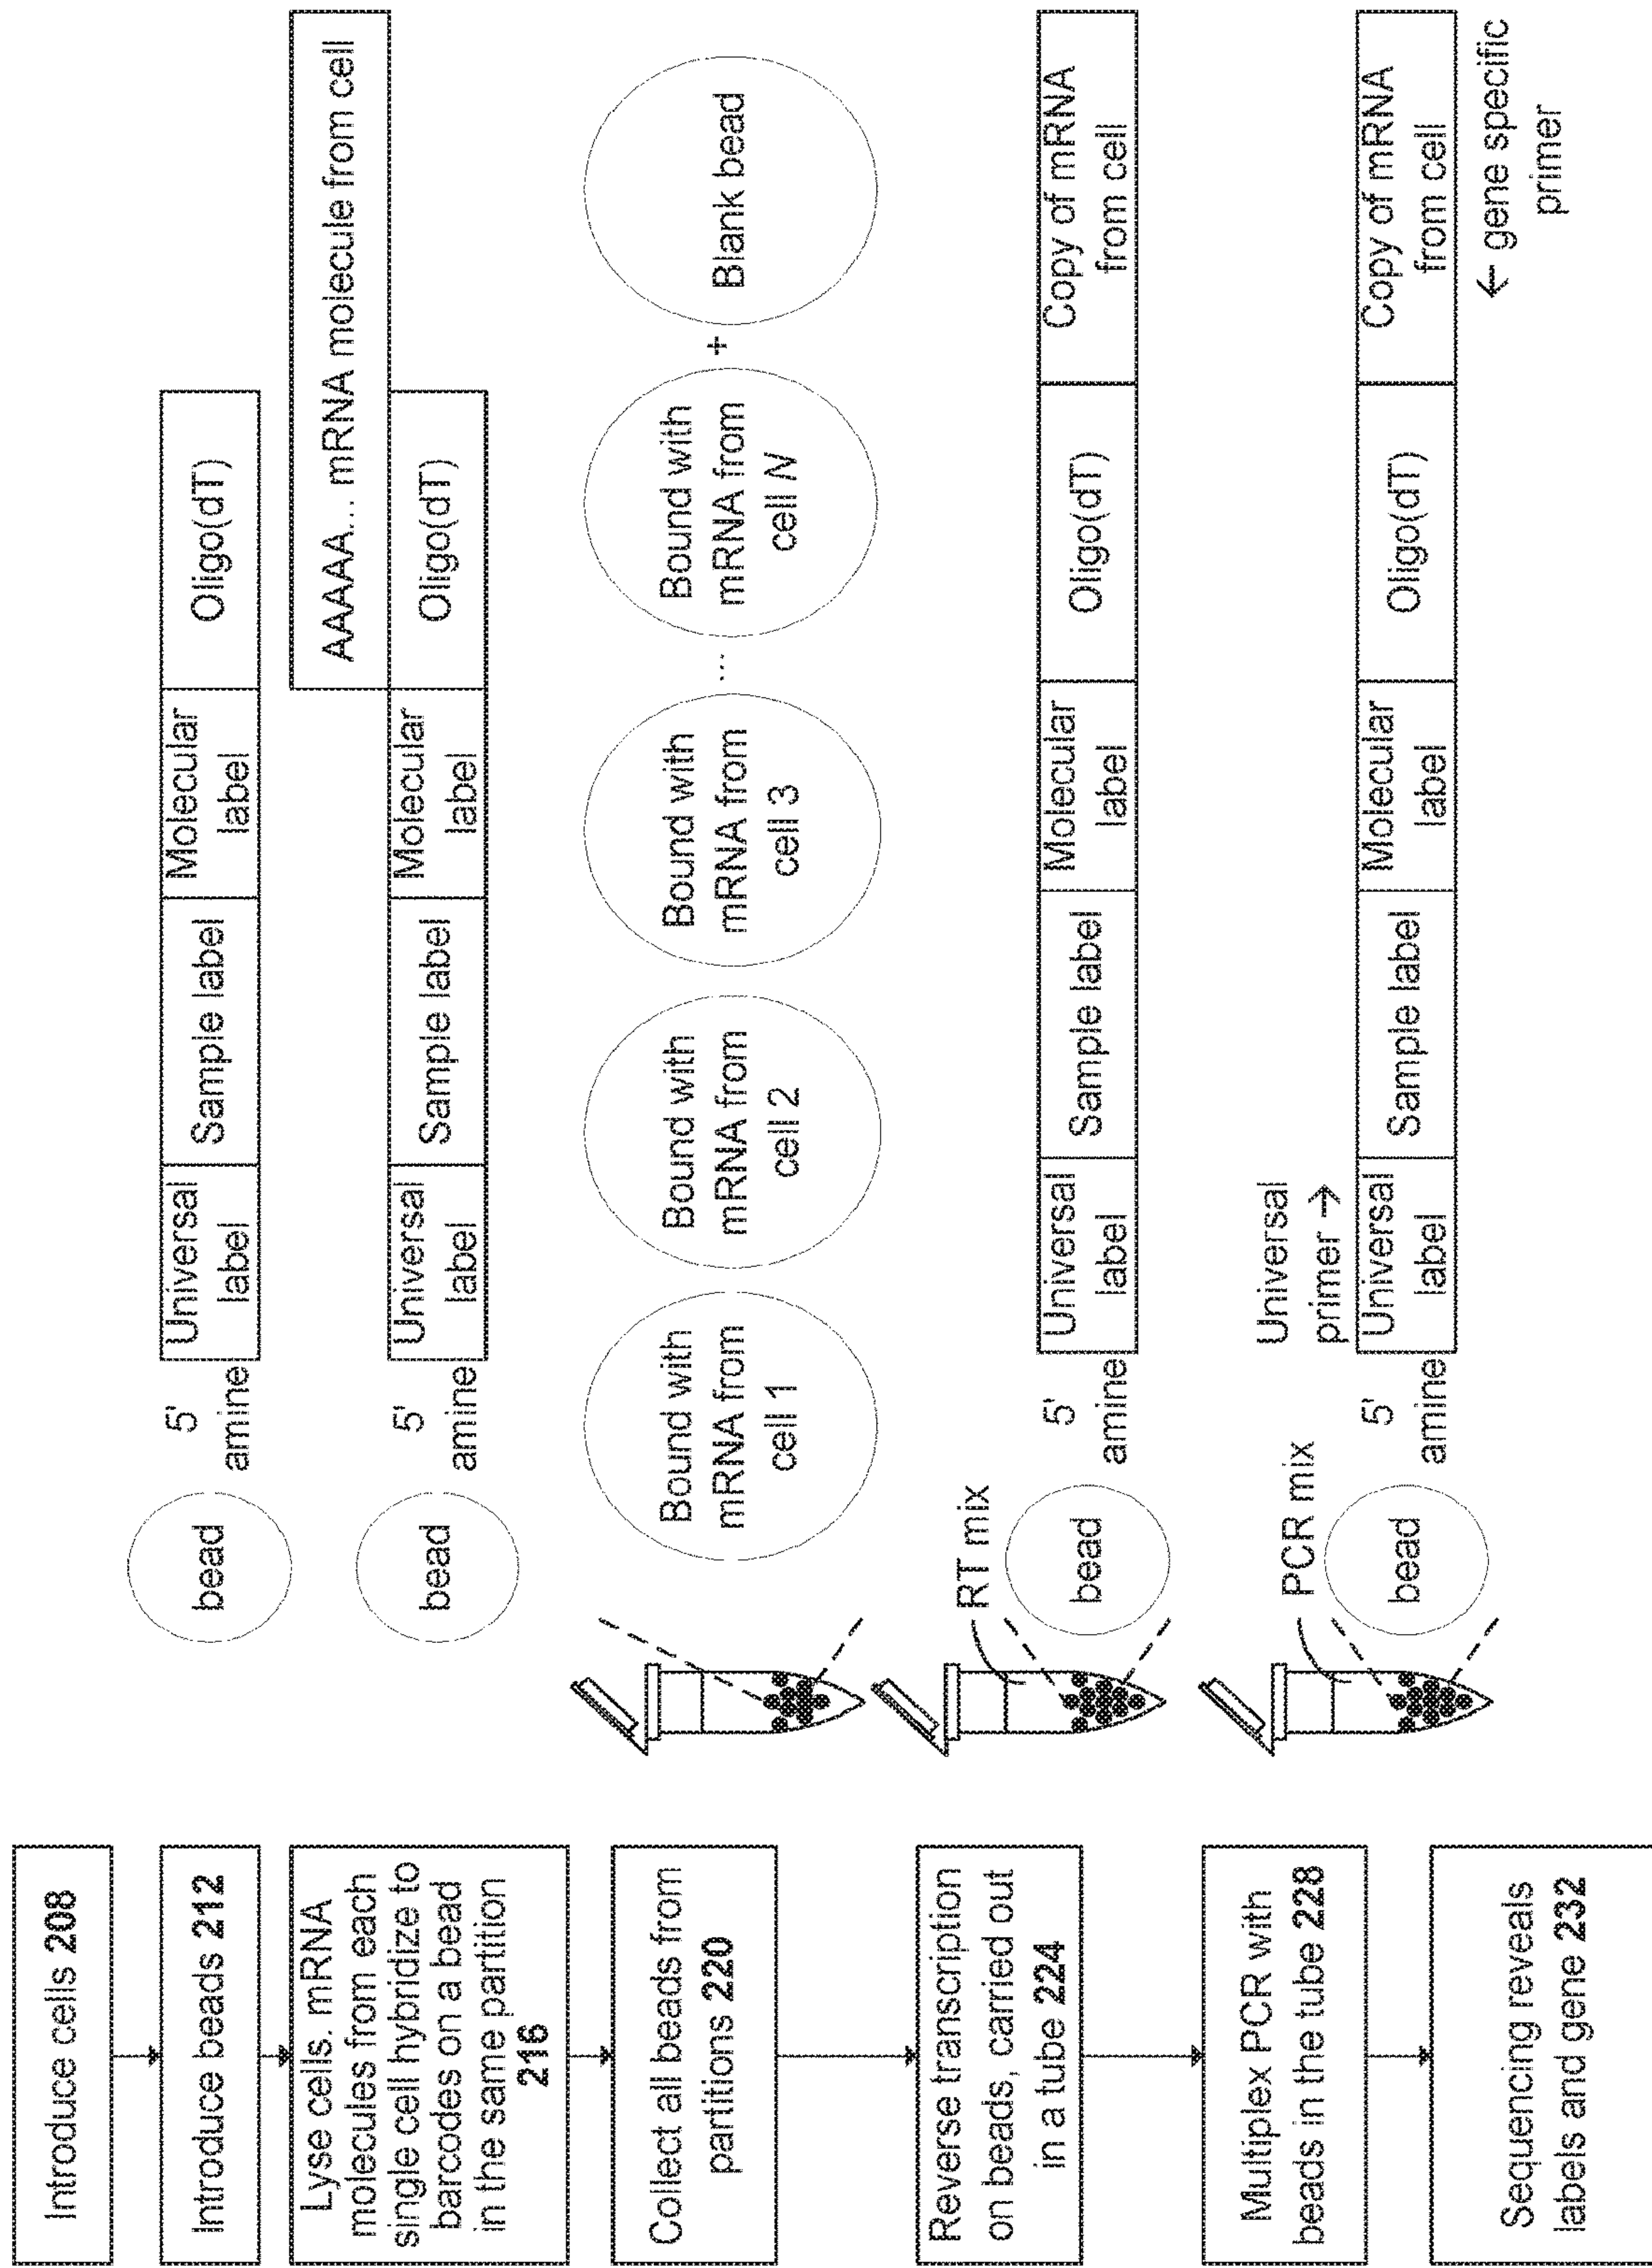 Introduce cells 208
Introduce beads 212
bead
5'
amine
Universal
label
Sample label
Molecular
label
Oligo(dT)
Lyse cells. mRNA
molecules from each
single cell hybridize to
barcodes on a bead
in the same partition
216
bead
5'
amine
Universal
label
Sample label
Molecular
label
Oligo(dT)
AAAAA... mRNA molecule from cell
Collect all beads from
partitions 220
Bound with
mRNA from
cell 1
Bound with
mRNA from
cell 2
Bound with
mRNA from
cell 3
...
Bound with
mRNA from
cell N
+
Blank bead
Reverse transcription
on beads, carried out
in a tube 224
RT mix
bead
5'
amine
Universal
label
Sample label
Molecular
label
Oligo(dT)
Copy of mRNA
from cell
Multiplex PCR with
beads in the tube 228
PCR mix
bead
5'
amine
Universal
primer →
Universal
label
Sample label
Molecular
label
Oligo(dT)
Copy of mRNA
from cell
← gene specific
primer
Sequencing reveals
labels and gene 232